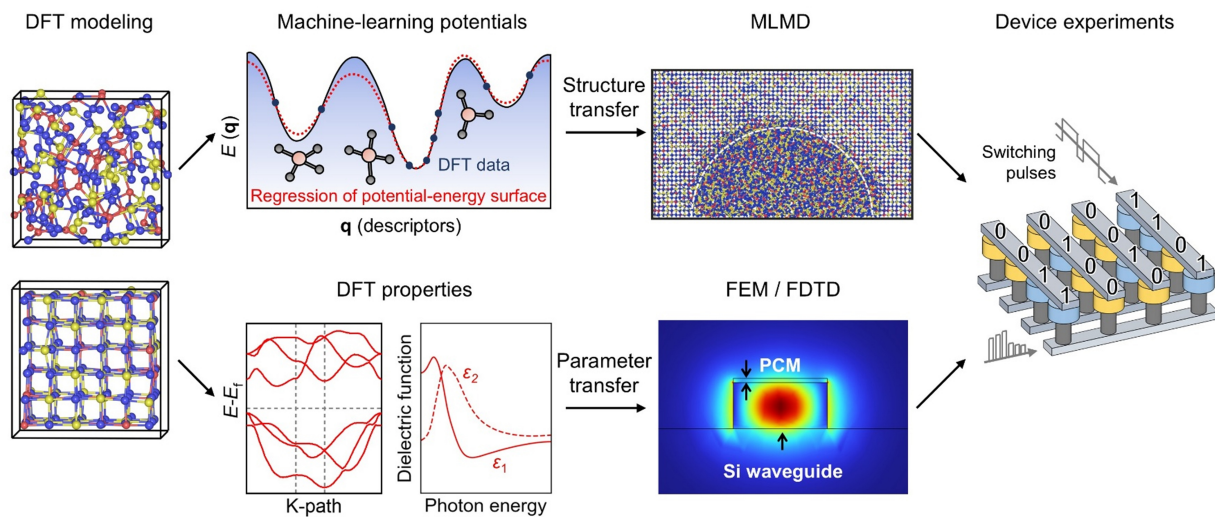 DFT modeling
Machine-learning potentials
MLMD
Device experiments
E (q)
DFT data
Regression of potential-energy surface
q (descriptors)
Structure
transfer
Switching
pulses
0 0 1 1
0 1 0 1
0 1 0 0
1 1 0 1
DFT properties
FEM / FDTD
E-Ef
K-path
Dielectric function
ε2
ε1
Photon energy
Parameter
transfer
PCM
Si waveguide